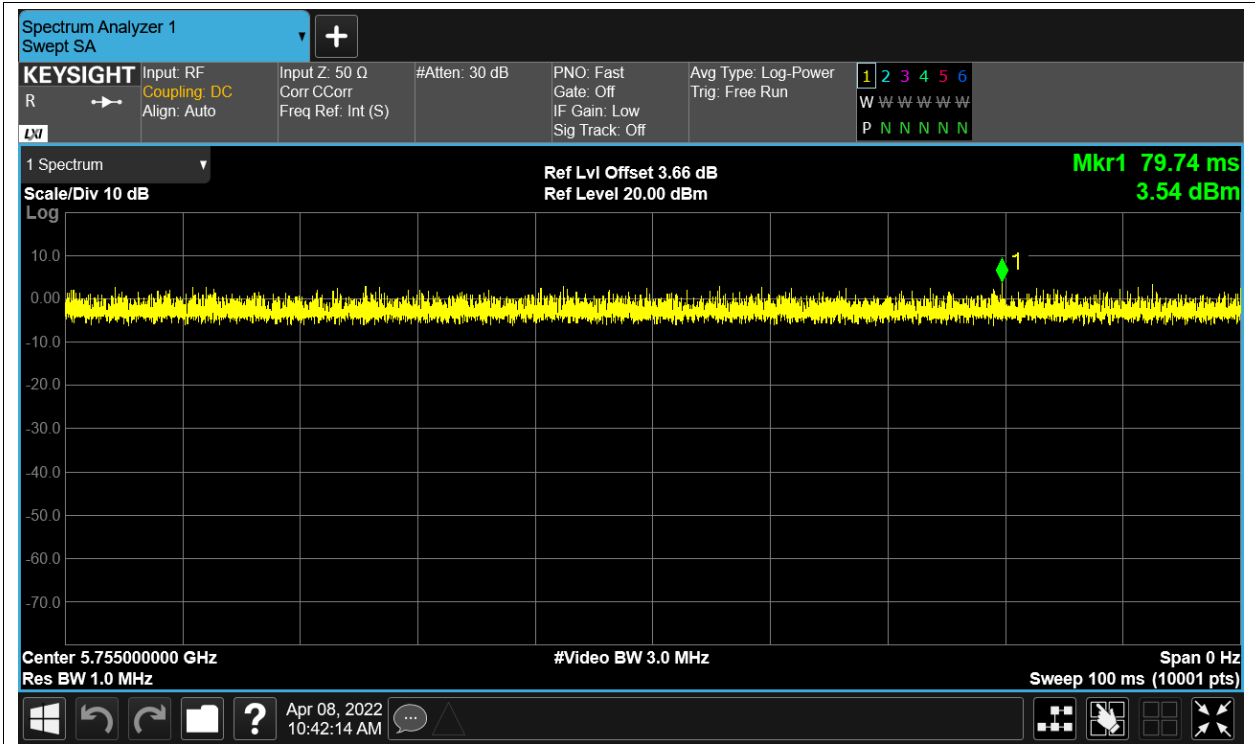 Spectrum Analyzer 1
Swept SA
KEYSIGHT
R
LXI
Input: RF
Coupling: DC
Align: Auto
Input Z: 50 Ω
Corr CCorr
Freq Ref: Int (S)
#Atten: 30 dB
PNO: Fast
Gate: Off
IF Gain: Low
Sig Track: Off
Avg Type: Log-Power
Trig: Free Run
1 2 3 4 5 6
W W W W W W
P N N N N N
1 Spectrum
Scale/Div 10 dB
Ref Lvl Offset 3.66 dB
Ref Level 20.00 dBm
Mkr1 79.74 ms
3.54 dBm
Log
10.0
0.00
-10.0
-20.0
-30.0
-40.0
-50.0
-60.0
-70.0
1
Center 5.755000000 GHz
Res BW 1.0 MHz
#Video BW 3.0 MHz
Span 0 Hz
Sweep 100 ms (10001 pts)
?
Apr 08, 2022
10:42:14 AM